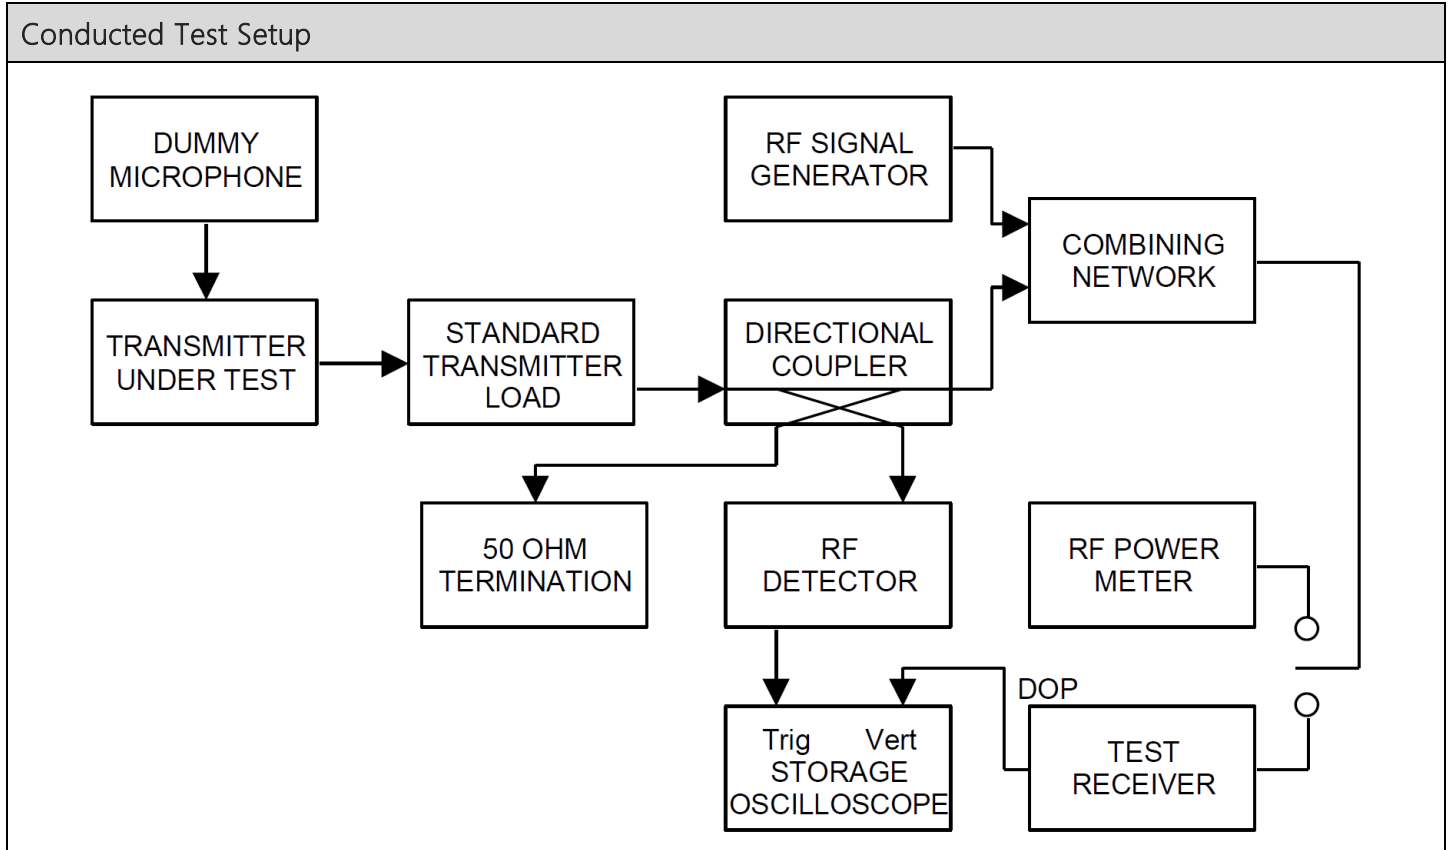 Conducted Test Setup
DUMMY
MICROPHONE
RF SIGNAL
GENERATOR
COMBINING
NETWORK
TRANSMITTER
UNDER TEST
STANDARD
TRANSMITTER
LOAD
DIRECTIONAL
COUPLER
50 OHM
TERMINATION
RF
DETECTOR
RF POWER
METER
DOP
Trig Vert
STORAGE
OSCILLOSCOPE
TEST
RECEIVER